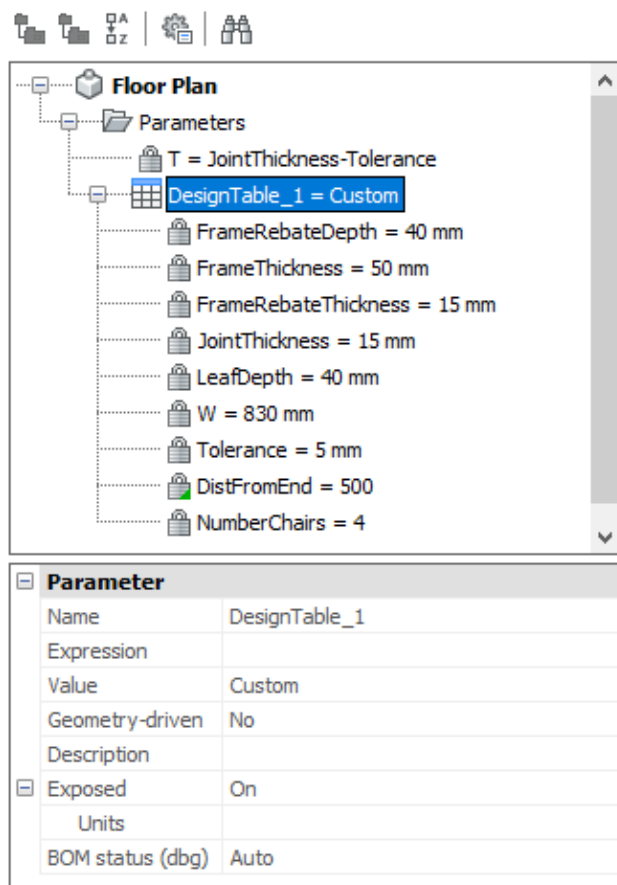 A
Z
Floor Plan
Parameters
T = JointThickness-Tolerance
DesignTable_1 = Custom
FrameRebateDepth = 40 mm
FrameThickness = 50 mm
FrameRebateThickness = 15 mm
JointThickness = 15 mm
LeafDepth = 40 mm
W = 830 mm
Tolerance = 5 mm
DistFromEnd = 500
NumberChairs = 4
Parameter
Name DesignTable_1
Expression
Value Custom
Geometry-driven No
Description
Exposed On
Units
BOM status (dbg) Auto